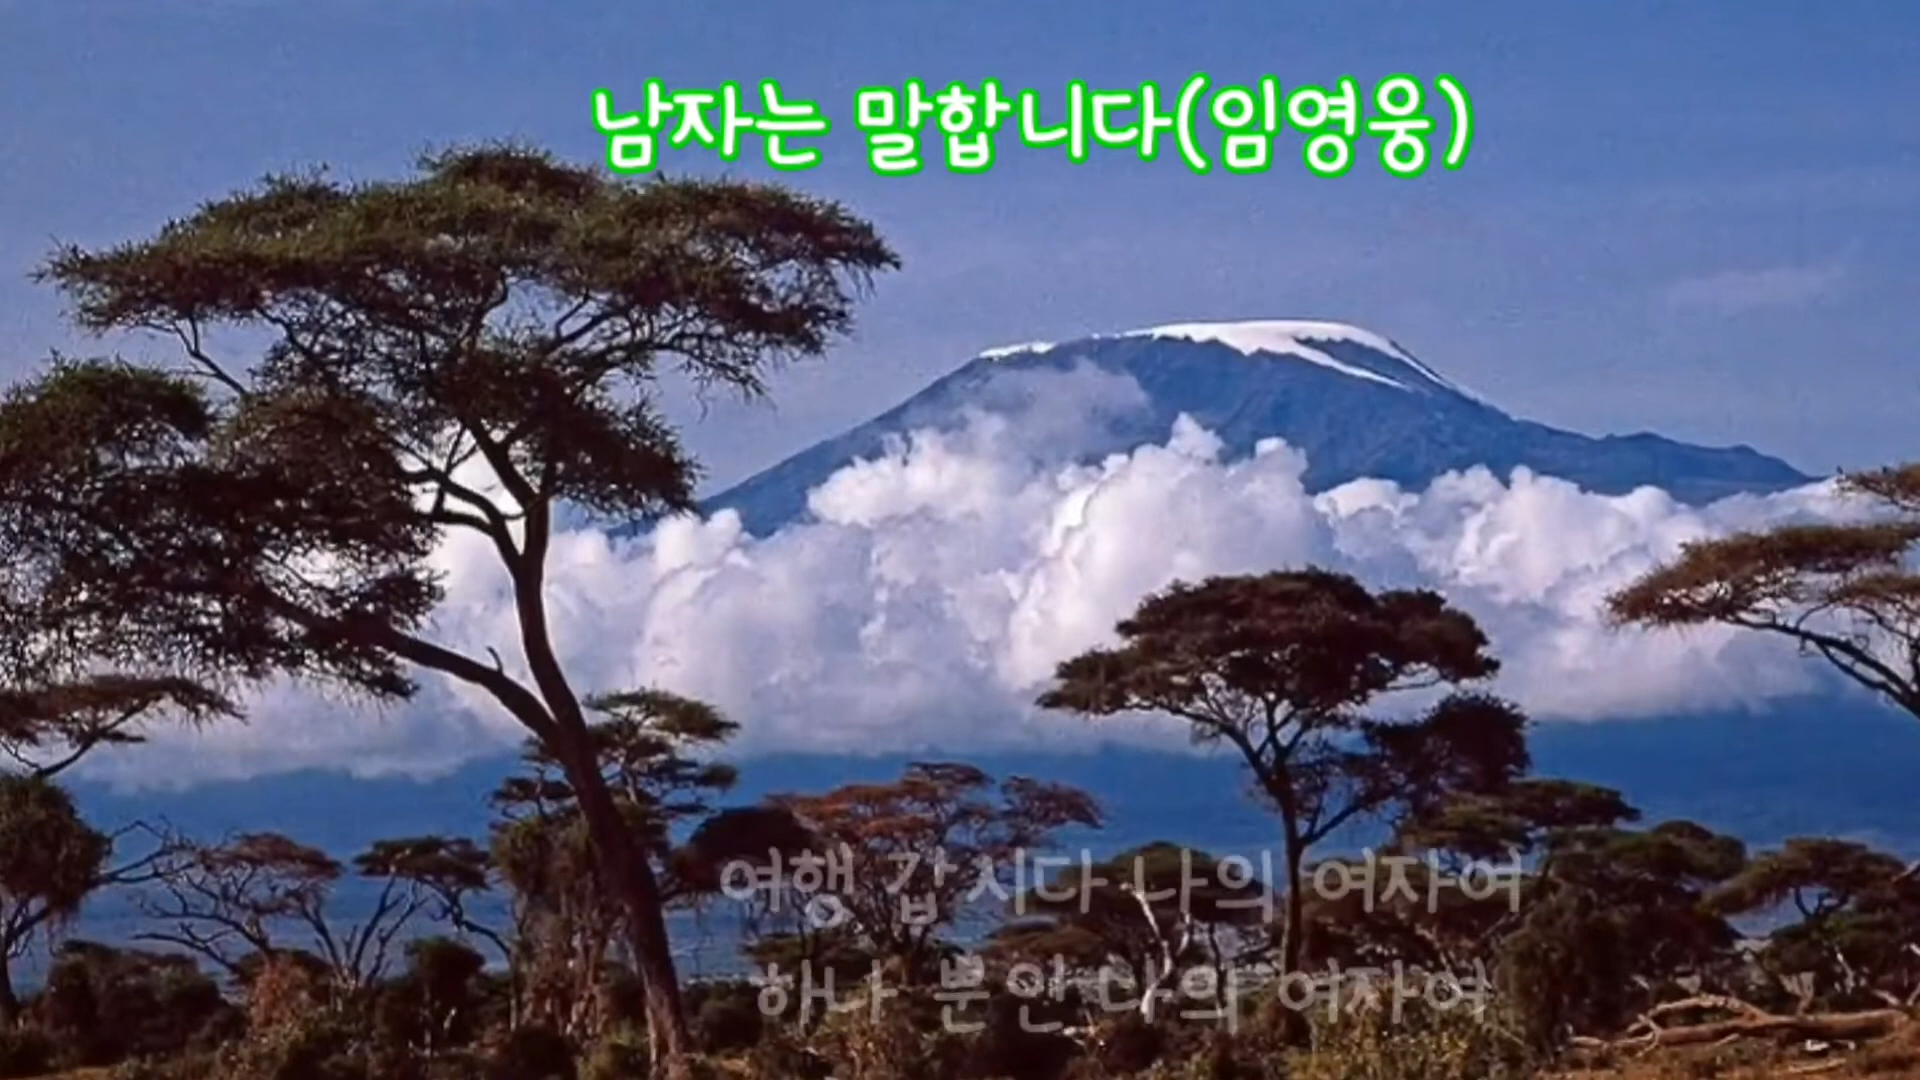 남자는 말합니다(임영웅)
여행 갑시다 나의 여자여
하나 뿐인 나의 여자여